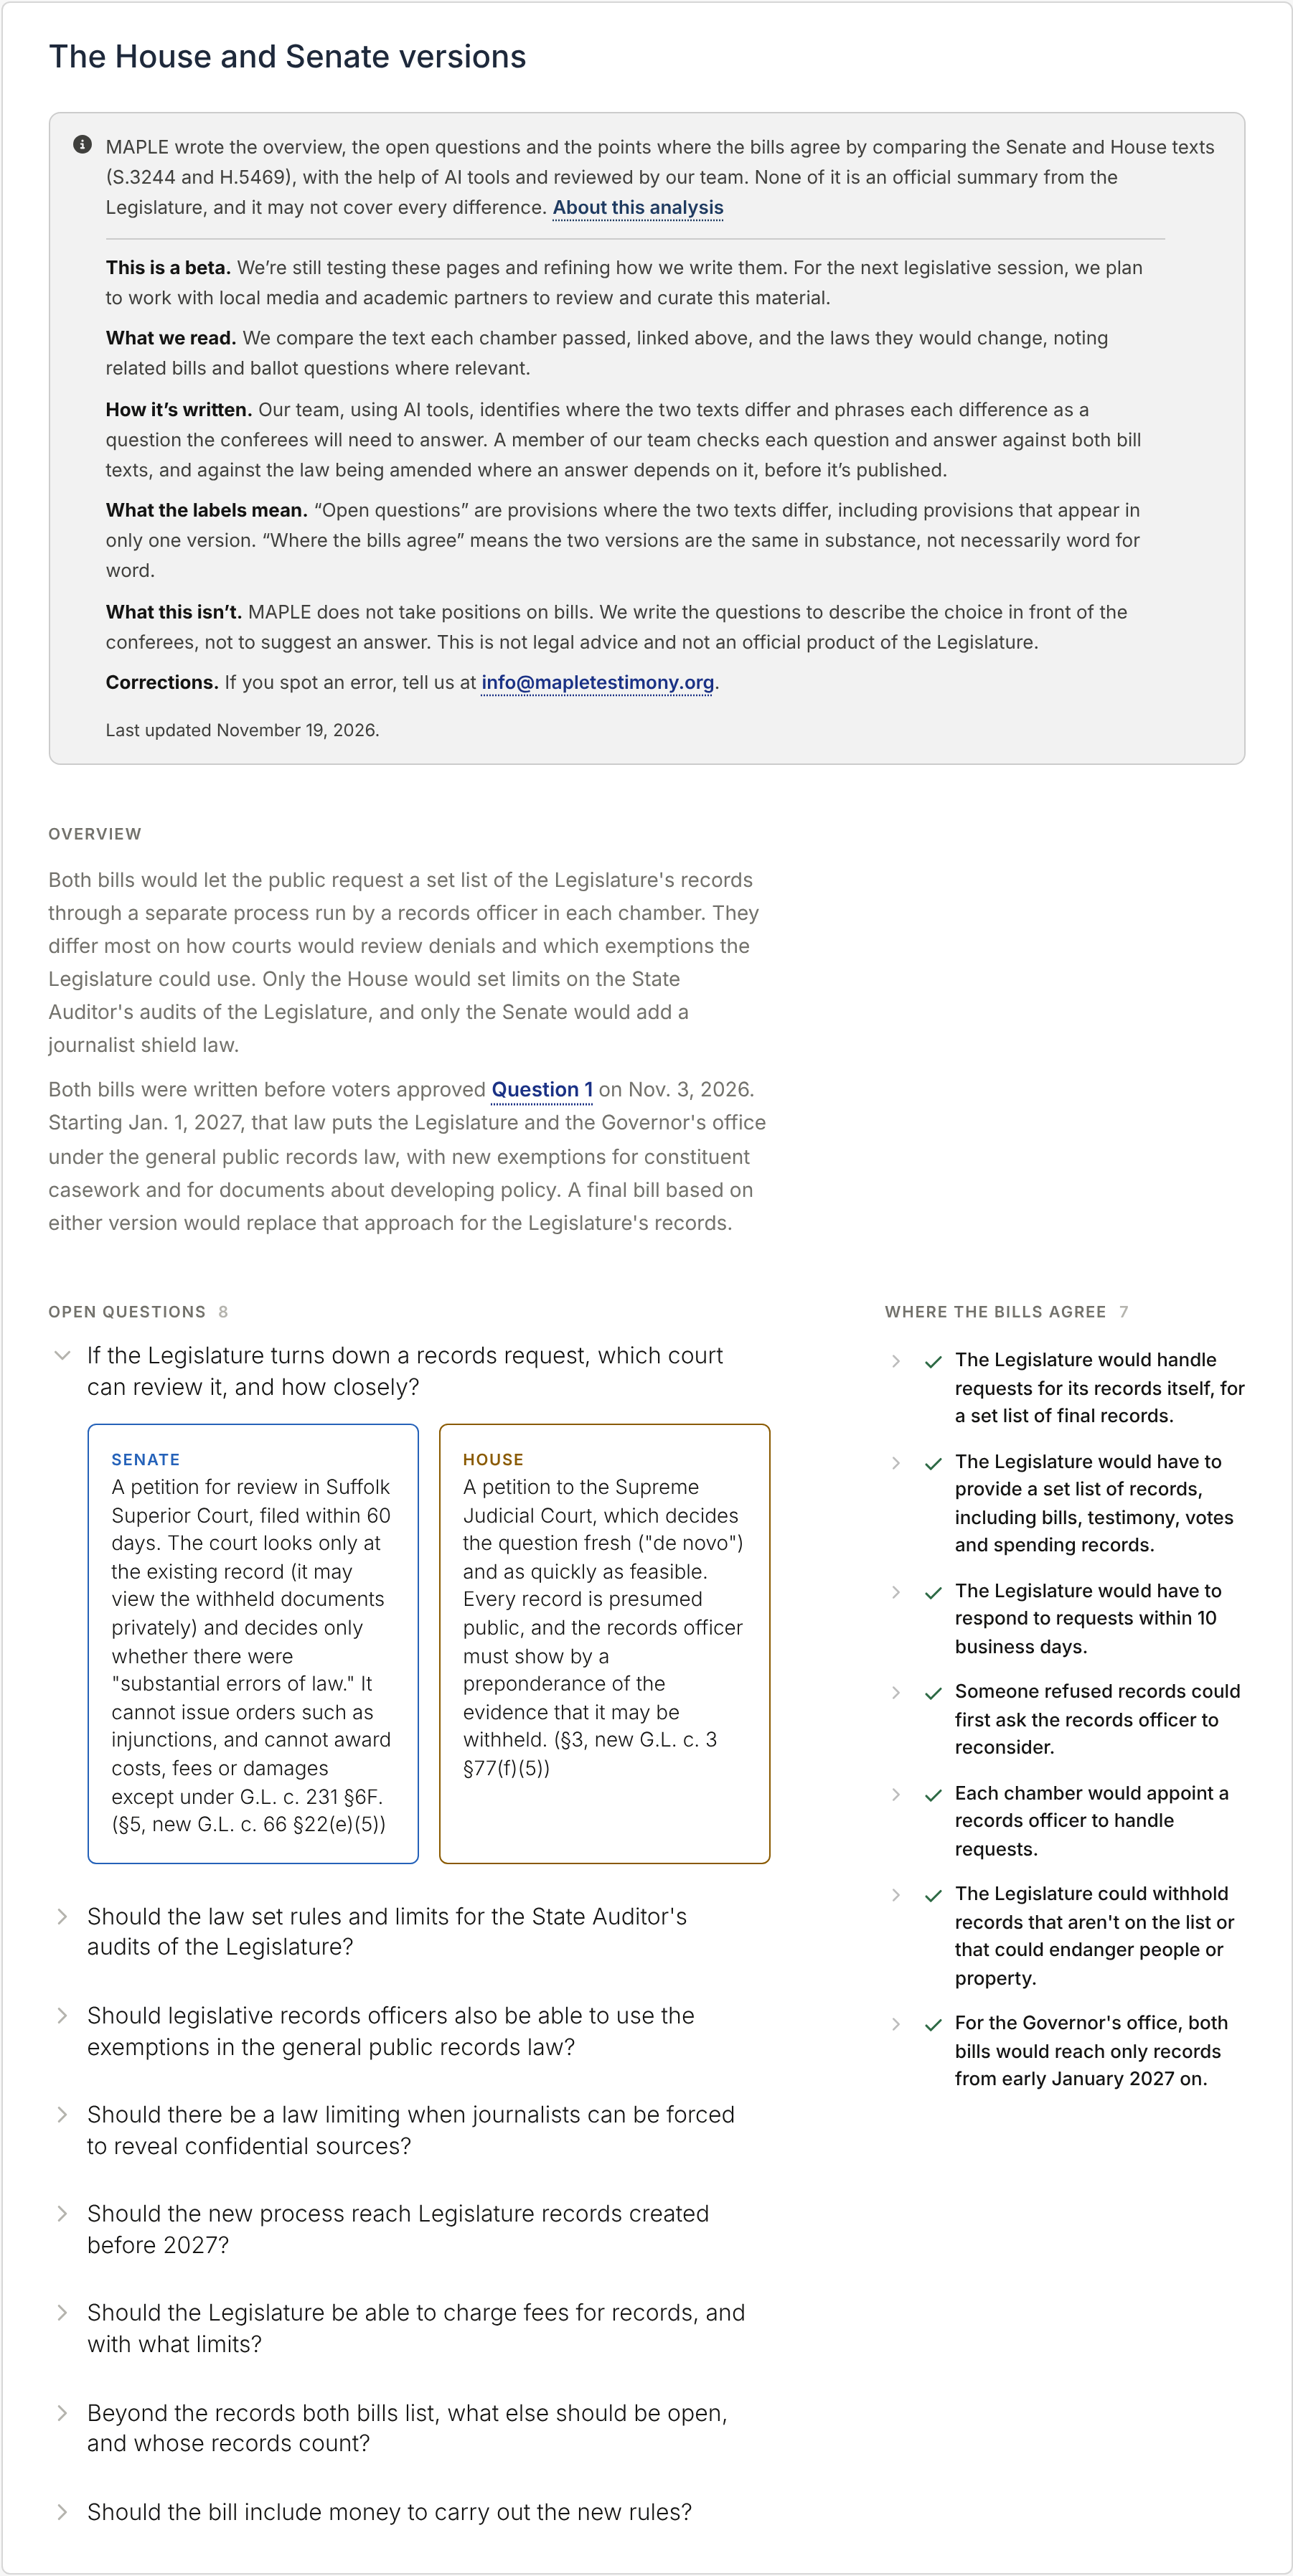 The House and Senate versions
MAPLE wrote the overview, the open questions and the points where the bills agree by comparing the Senate and House texts
(S.3244 and H.5469), with the help of AI tools and reviewed by our team. None of it is an official summary from the
Legislature, and it may not cover every difference. About this analysis
This is a beta. We’re still testing these pages and refining how we write them. For the next legislative session, we plan
to work with local media and academic partners to review and curate this material.
What we read. We compare the text each chamber passed, linked above, and the laws they would change, noting
related bills and ballot questions where relevant.
How it’s written. Our team, using AI tools, identifies where the two texts differ and phrases each difference as a
question the conferees will need to answer. A member of our team checks each question and answer against both bill
texts, and against the law being amended where an answer depends on it, before it’s published.
What the labels mean. “Open questions” are provisions where the two texts differ, including provisions that appear in
only one version. “Where the bills agree” means the two versions are the same in substance, not necessarily word for
word.
What this isn’t. MAPLE does not take positions on bills. We write the questions to describe the choice in front of the
conferees, not to suggest an answer. This is not legal advice and not an official product of the Legislature.
Corrections. If you spot an error, tell us at info@mapletestimony.org.
Last updated November 19, 2026.
OVERVIEW
Both bills would let the public request a set list of the Legislature's records
through a separate process run by a records officer in each chamber. They
differ most on how courts would review denials and which exemptions the
Legislature could use. Only the House would set limits on the State
Auditor's audits of the Legislature, and only the Senate would add a
journalist shield law.
Both bills were written before voters approved Question 1 on Nov. 3, 2026.
Starting Jan. 1, 2027, that law puts the Legislature and the Governor's office
under the general public records law, with new exemptions for constituent
casework and for documents about developing policy. A final bill based on
either version would replace that approach for the Legislature's records.
OPEN QUESTIONS 8
If the Legislature turns down a records request, which court
can review it, and how closely?
SENATE
A petition for review in Suffolk
Superior Court, filed within 60
days. The court looks only at
the existing record (it may
view the withheld documents
privately) and decides only
whether there were
"substantial errors of law." It
cannot issue orders such as
injunctions, and cannot award
costs, fees or damages
except under G.L. c. 231 §6F.
(§5, new G.L. c. 66 §22(e)(5))
HOUSE
A petition to the Supreme
Judicial Court, which decides
the question fresh ("de novo")
and as quickly as feasible.
Every record is presumed
public, and the records officer
must show by a
preponderance of the
evidence that it may be
withheld. (§3, new G.L. c. 3
§77(f)(5))
Should the law set rules and limits for the State Auditor's
audits of the Legislature?
Should legislative records officers also be able to use the
exemptions in the general public records law?
Should there be a law limiting when journalists can be forced
to reveal confidential sources?
Should the new process reach Legislature records created
before 2027?
Should the Legislature be able to charge fees for records, and
with what limits?
Beyond the records both bills list, what else should be open,
and whose records count?
Should the bill include money to carry out the new rules?
WHERE THE BILLS AGREE 7
The Legislature would handle
requests for its records itself, for
a set list of final records.
The Legislature would have to
provide a set list of records,
including bills, testimony, votes
and spending records.
The Legislature would have to
respond to requests within 10
business days.
Someone refused records could
first ask the records officer to
reconsider.
Each chamber would appoint a
records officer to handle
requests.
The Legislature could withhold
records that aren't on the list or
that could endanger people or
property.
For the Governor's office, both
bills would reach only records
from early January 2027 on.